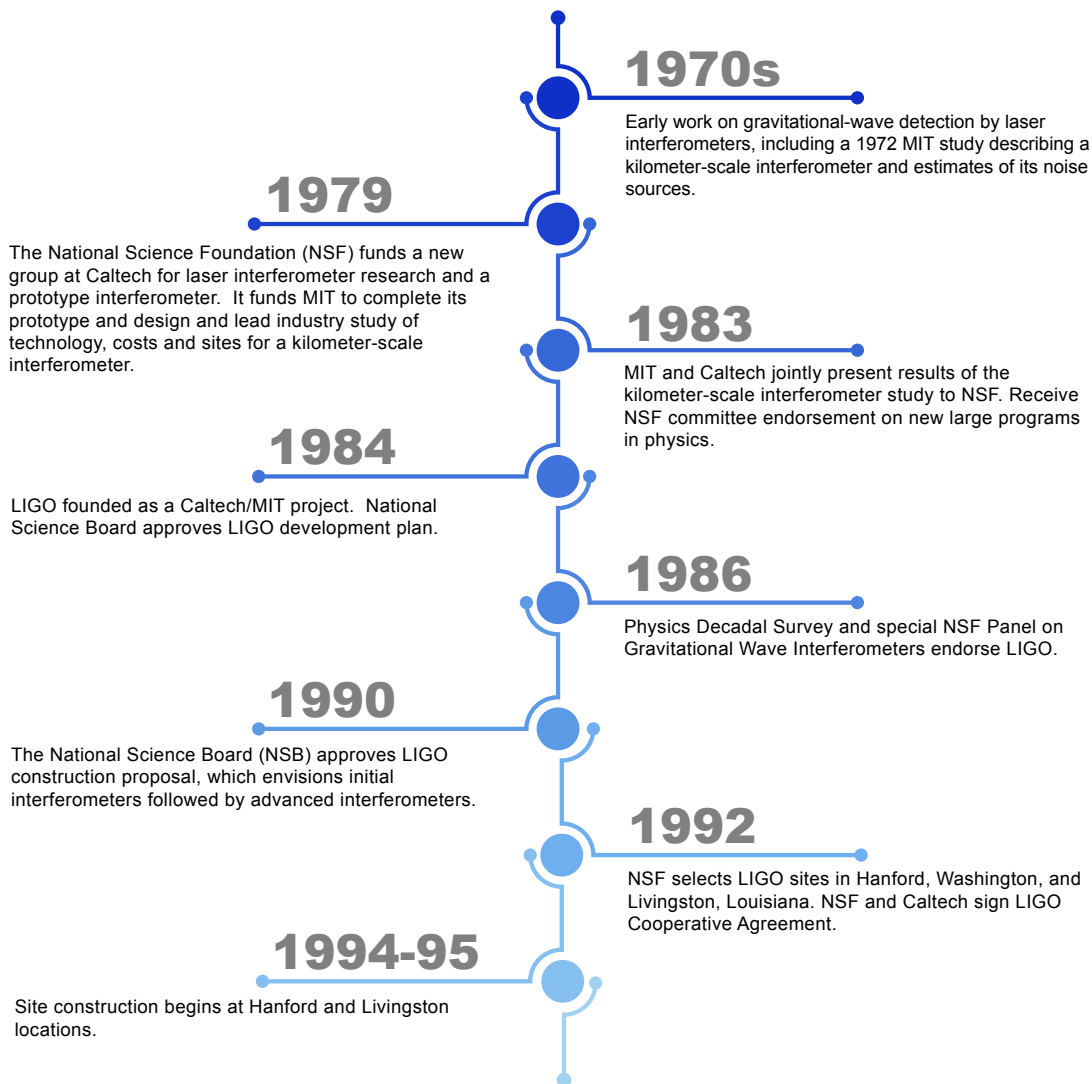 1970s
Early work on gravitational-wave detection by laser
interferometers, including a 1972 MIT study describing a
kilometer-scale interferometer and estimates of its noise
sources.
1979
The National Science Foundation (NSF) funds a new
group at Caltech for laser interferometer research and a
prototype interferometer.  It funds MIT to complete its
prototype and design and lead industry study of
technology, costs and sites for a kilometer-scale
interferometer.
1983
MIT and Caltech jointly present results of the
kilometer-scale interferometer study to NSF. Receive
NSF committee endorsement on new large programs
in physics.
1984
LIGO founded as a Caltech/MIT project.  National
Science Board approves LIGO development plan.
1986
Physics Decadal Survey and special NSF Panel on
Gravitational Wave Interferometers endorse LIGO.
1990
The National Science Board (NSB) approves LIGO
construction proposal, which envisions initial
interferometers followed by advanced interferometers.
1992
NSF selects LIGO sites in Hanford, Washington, and
Livingston, Louisiana. NSF and Caltech sign LIGO
Cooperative Agreement.
1994-95
Site construction begins at Hanford and Livingston
locations.